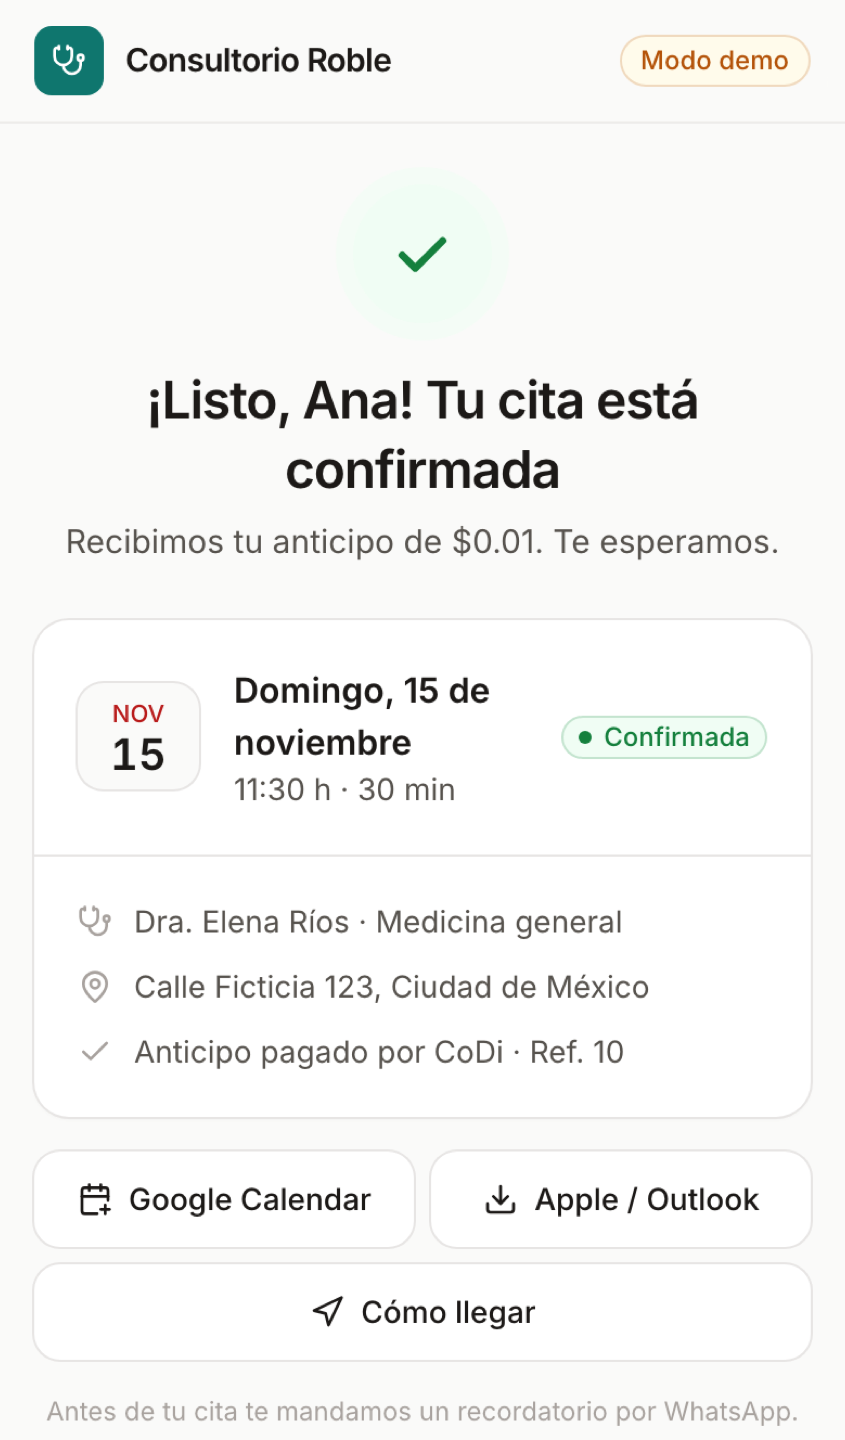 Consultorio Roble
Modo demo
¡Listo, Ana! Tu cita está
confirmada
Recibimos tu anticipo de $0.01. Te esperamos.
NOV
15
Domingo, 15 de
noviembre
11:30 h · 30 min
Confirmada
Dra. Elena Ríos · Medicina general
Calle Ficticia 123, Ciudad de México
Anticipo pagado por CoDi · Ref. 10
Google Calendar
Apple / Outlook
Cómo llegar
Antes de tu cita te mandamos un recordatorio por WhatsApp.